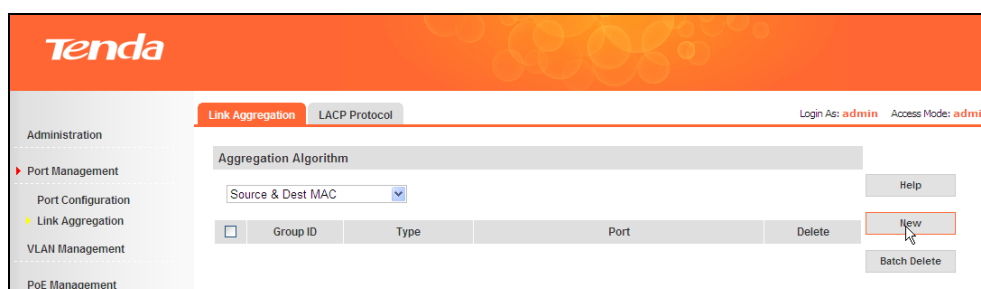 Tenda
Link Aggregation LACP Protocol Login As: admin Access Mode: admi
Administration
Aggregation Algorithm
Port Management
Source & Dest MAC Help
Port Configuration
Link Aggregation New
Group ID Type Port Delete
VLAN Management
Batch Delete
PoE Management